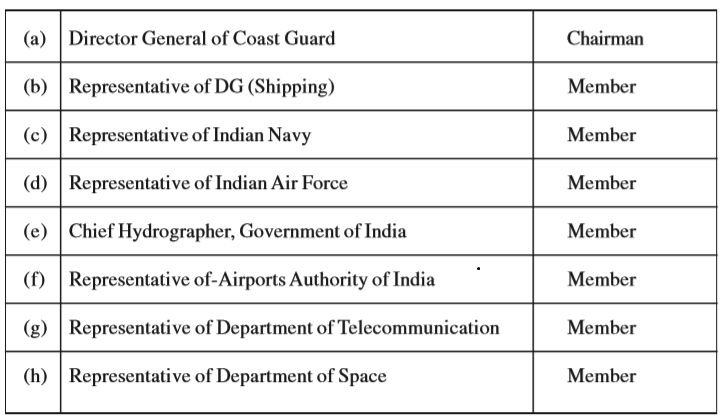 (a) Director General of Coast Guard Chairman
(b) Representative of DG (Shipping) Member
(c) Representative of Indian Navy Member
(d) Representative of Indian Air Force Member
(e) Chief Hydrographer, Government of India Member
(f) Representative of-Airports Authority of India Member
(g) Representative of Department of Telecommunication Member
(h) Representative of Department of Space Member